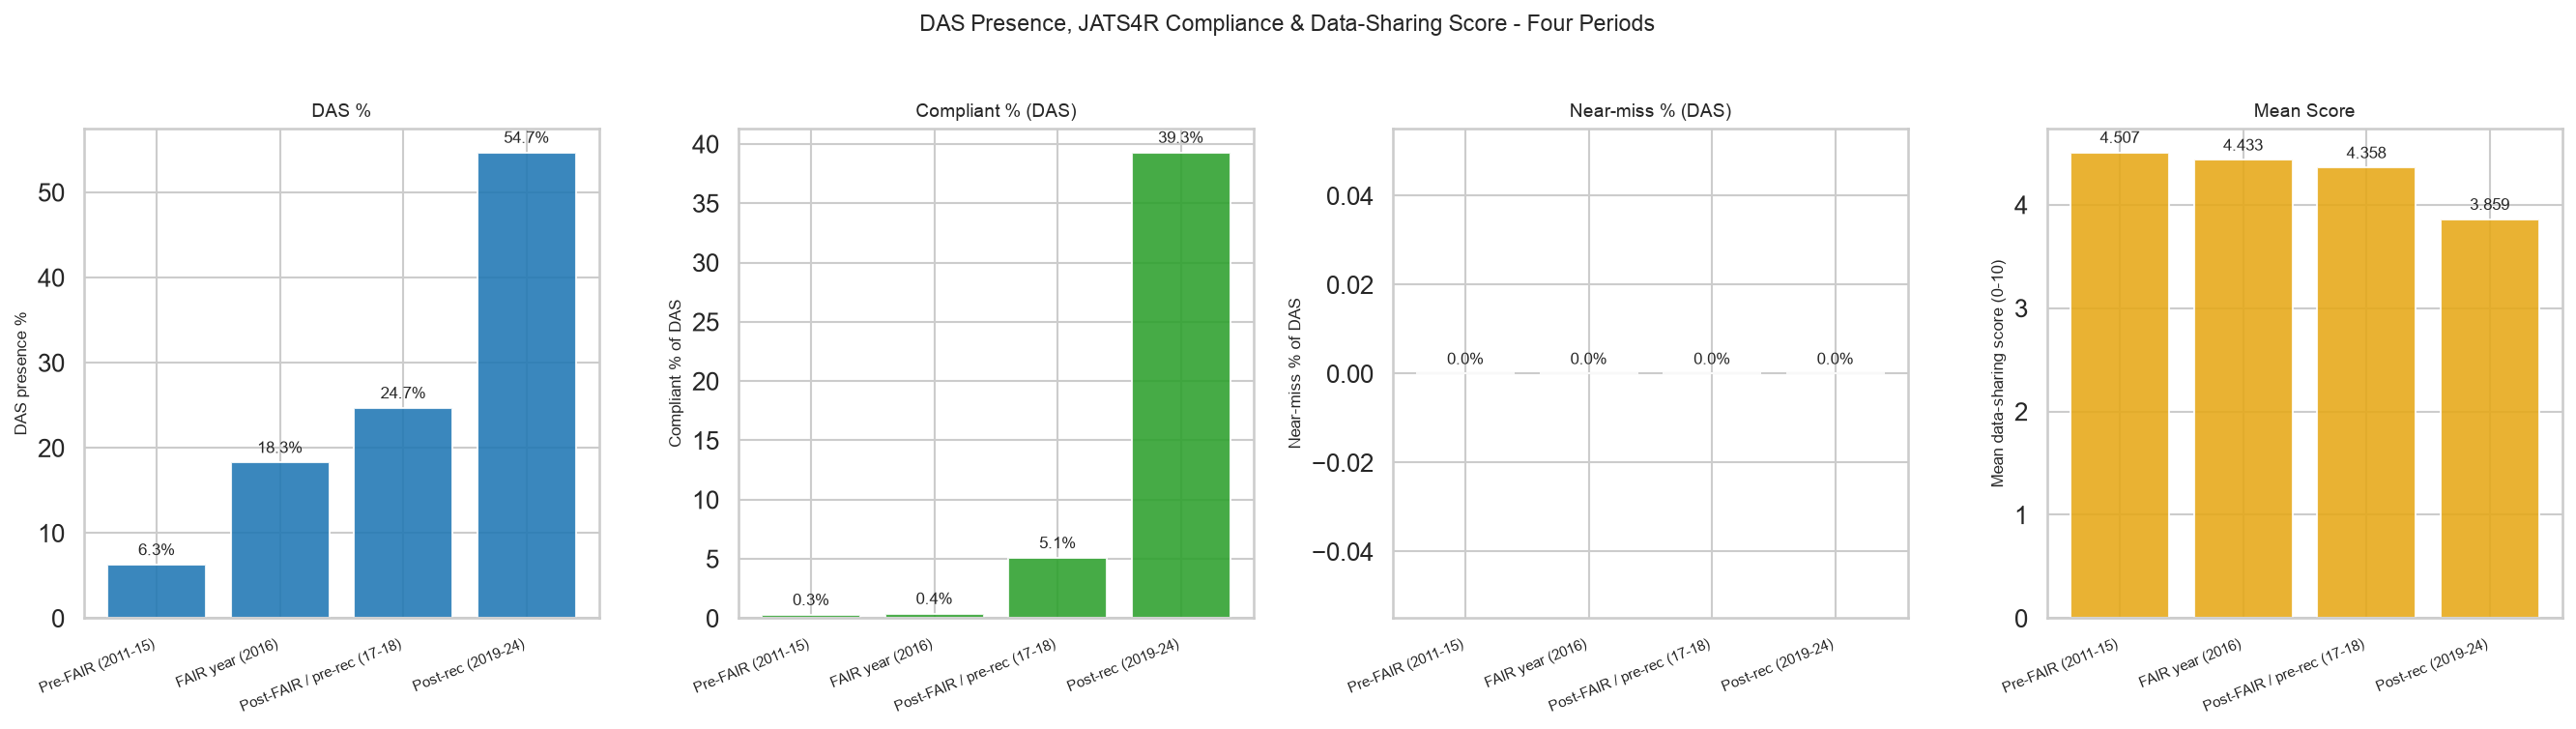 DAS Presence, JATS4R Compliance & Data-Sharing Score - Four Periods
DAS %
DAS presence %
50
40
30
20
10
0
6.3%
18.3%
24.7%
54.7%
Pre-FAIR (2011-15)
FAIR year (2016)
Post-FAIR / pre-rec (17-18)
Post-rec (2019-24)
Compliant % (DAS)
Compliant % of DAS
40
35
30
25
20
15
10
5
0
0.3%
0.4%
5.1%
39.3%
Pre-FAIR (2011-15)
FAIR year (2016)
Post-FAIR / pre-rec (17-18)
Post-rec (2019-24)
Near-miss % (DAS)
Near-miss % of DAS
0.04
0.02
0.00
−0.02
−0.04
0.0%
0.0%
0.0%
0.0%
Pre-FAIR (2011-15)
FAIR year (2016)
Post-FAIR / pre-rec (17-18)
Post-rec (2019-24)
Mean Score
Mean data-sharing score (0-10)
4
3
2
1
0
4.507
4.433
4.358
3.859
Pre-FAIR (2011-15)
FAIR year (2016)
Post-FAIR / pre-rec (17-18)
Post-rec (2019-24)